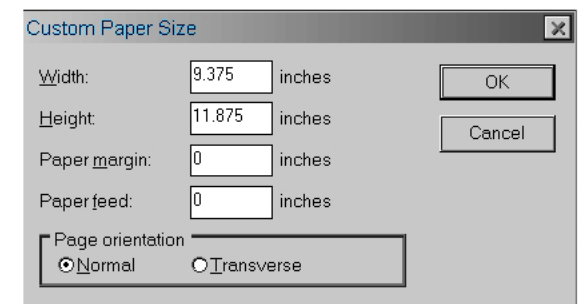 Custom Paper Size
Width: 9.375 inches
OK
Height: 11.875 inches
Cancel
Paper margin: 0 inches
Paper feed: 0 inches
Page orientation
Normal Transverse